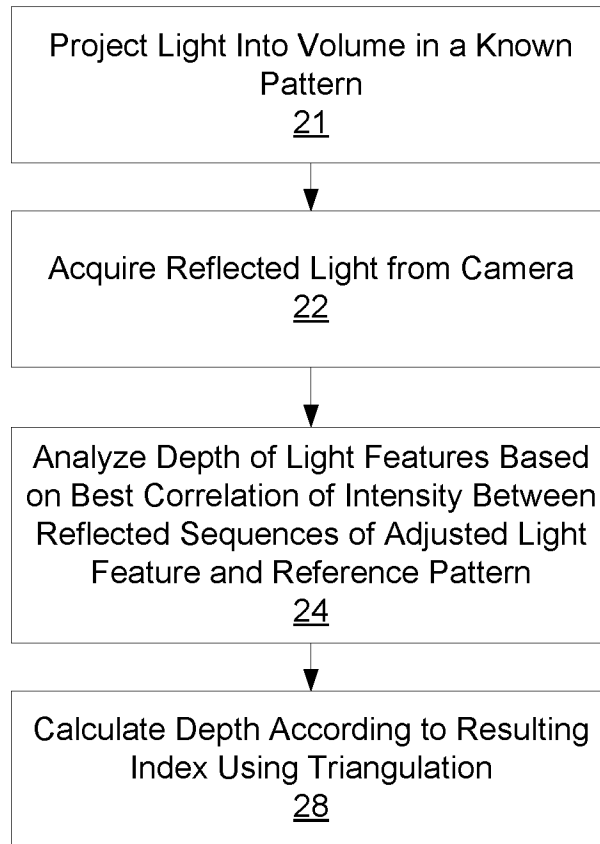 Project Light Into Volume in a Known
Pattern
21
Acquire Reflected Light from Camera
22
Analyze Depth of Light Features Based
on Best Correlation of Intensity Between
Reflected Sequences of Adjusted Light
Feature and Reference Pattern
24
Calculate Depth According to Resulting
Index Using Triangulation
28